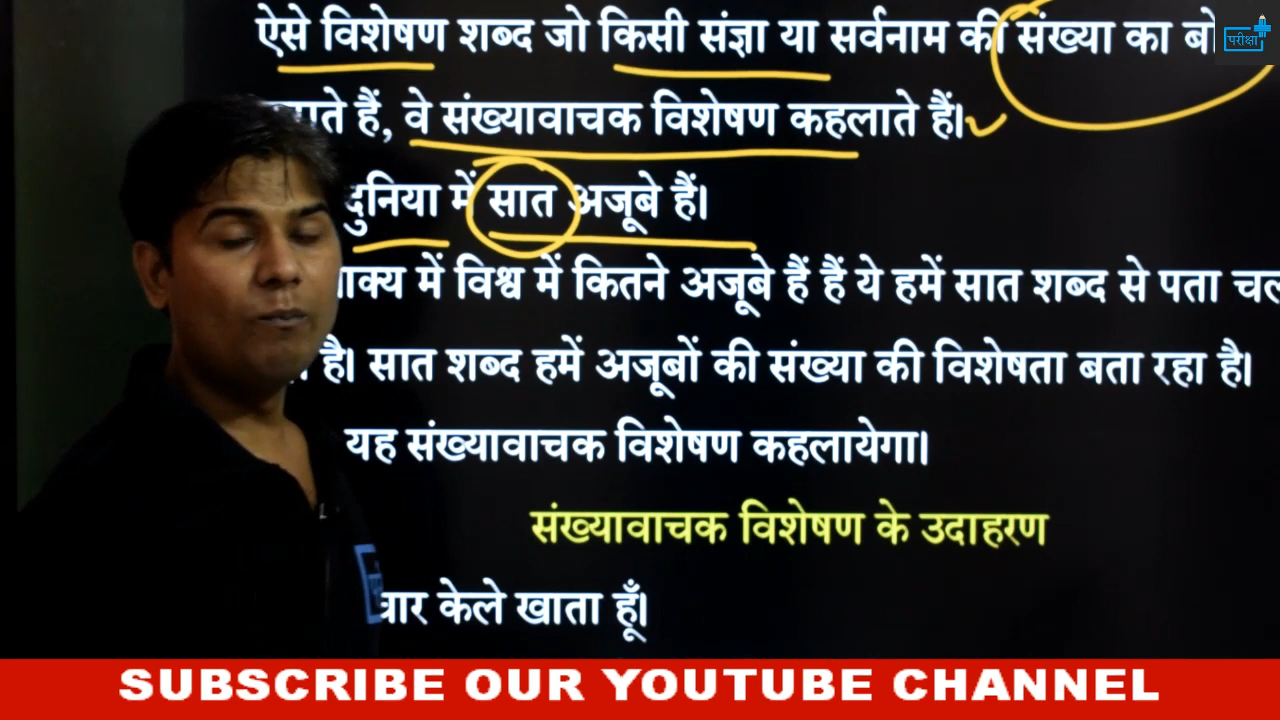 ऐसे विशेषण शब्द जो किसी संज्ञा या सर्वनाम की संख्या का
परीक्षा
हैं, वे संख्यावाचक विशेषण कहलाते हैं।
दुनिया में सात अजूबे हैं।
में विश्व में कितने अजूबे हैं हैं ये हमें सात शब्द से पता
है। सात शब्द हमें अजूबों की संख्या की विशेषता बता रहा है।
यह संख्यावाचक विशेषण कहलायेगा।
संख्यावाचक विशेषण के उदाहरण
केले खाता हूँ।
SUBSCRIBE OUR YOUTUBE CHANNEL